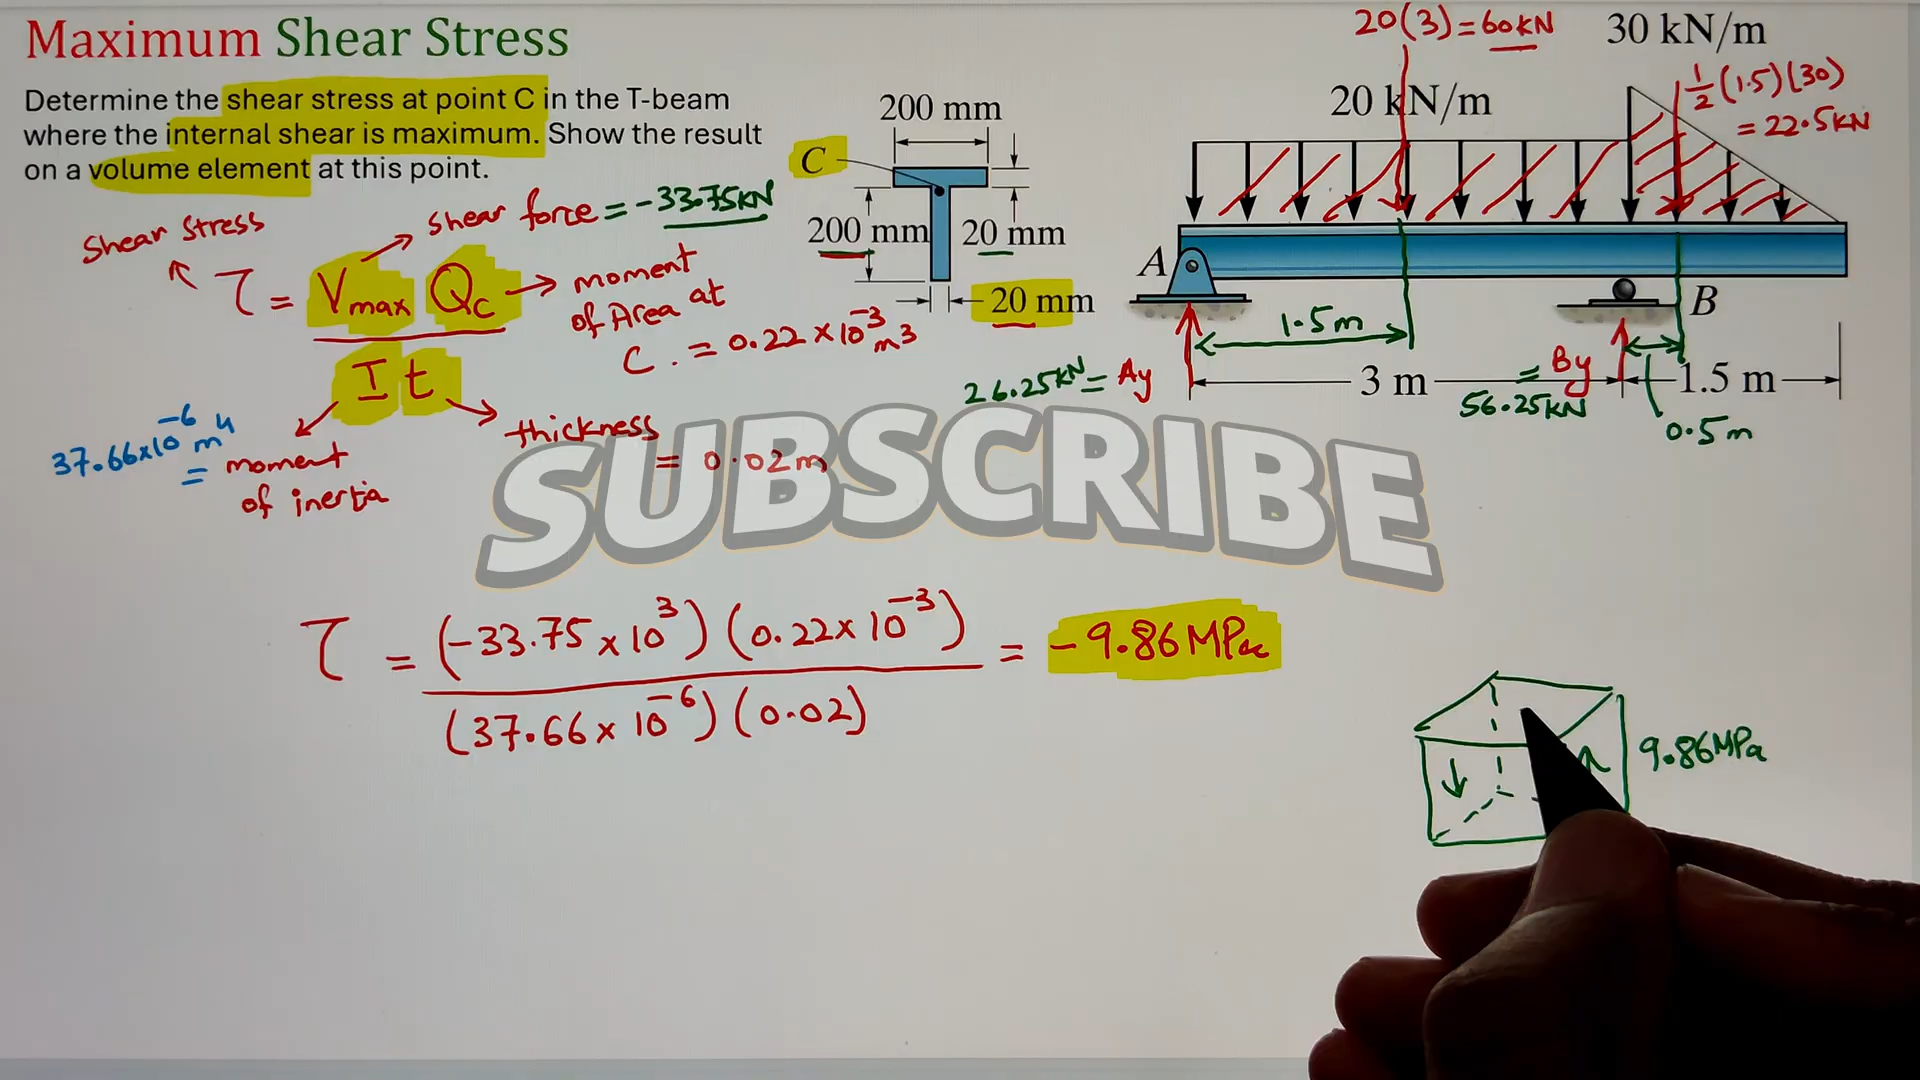 Maximum Shear Stress
Determine the shear stress at point C in the T-beam
where the internal shear is maximum. Show the result
on a volume element at this point.
Shear Stress
τ = Vmax Qc
I t
shear force = -33.75KN
moment
of Area at
C. = 0.22 x 10^-3 m^3
thickness
= 0.02m
37.66x10^-6 m^4
= moment
of inertia
C
200 mm
200 mm
20 mm
20 mm
20(3) = 60KN
30 kN/m
20 kN/m
1/2 (1.5)(30)
= 22.5KN
A
B
1.5m
26.25KN = Ay
3 m
= By
56.25KN
1.5 m
0.5m
SUBSCRIBE
τ = (-33.75 x 10^3) (0.22 x 10^-3) = -9.86 MPa
(37.66 x 10^-6) (0.02)
9.86MPa